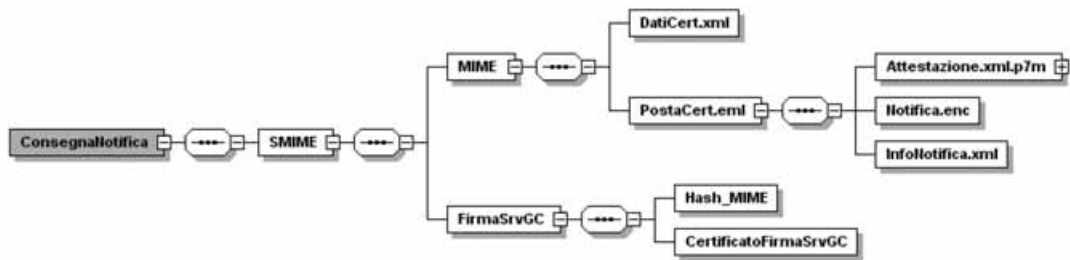 DatiCert.xml
MIME
Attestazione.xml.p7m
PostaCert.eml
Notifica.enc
ConsegnaNotifica
SMIME
InfoNotifica.xml
Hash_MIME
FirmaSrvGC
CertificatoFirmaSrvGC